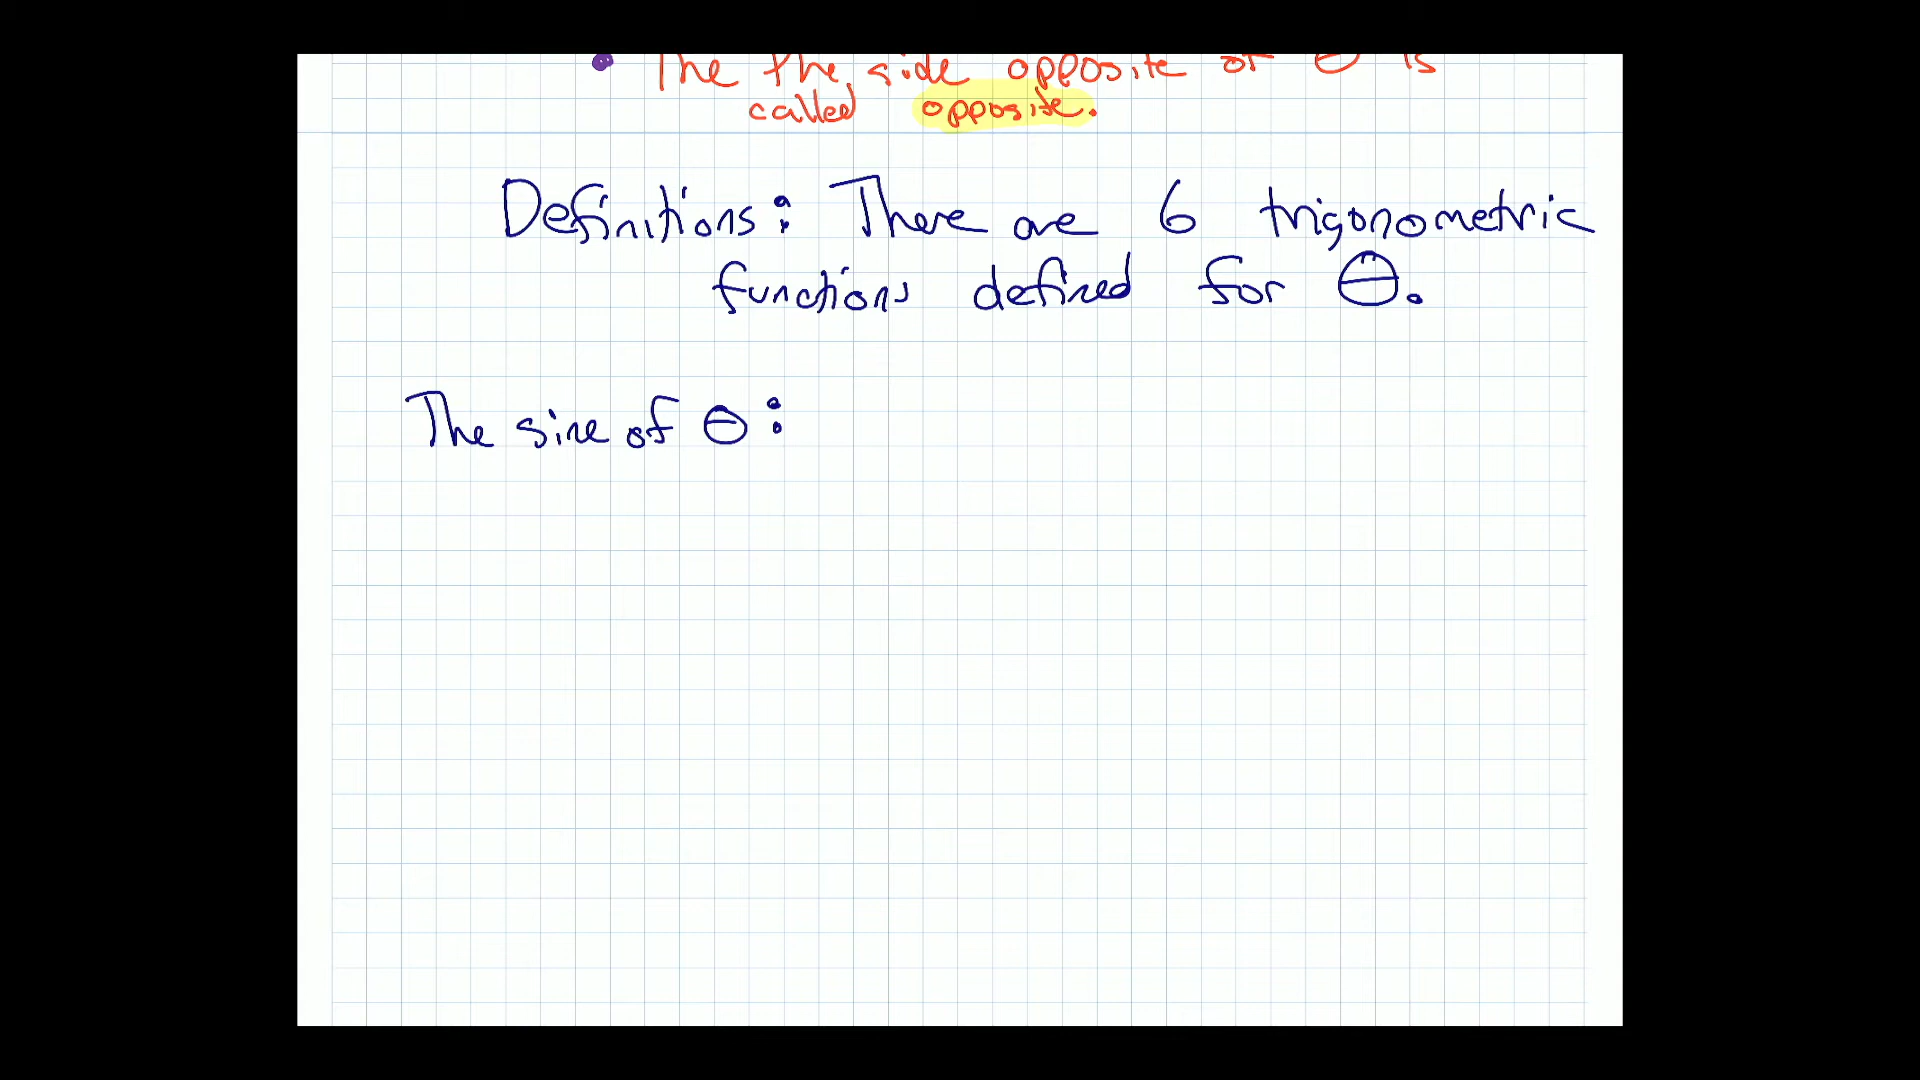 • The the side opposite of θ is
called opposite.
Definitions: There are 6 trigonometric
functions defined for θ.
The sine of θ: